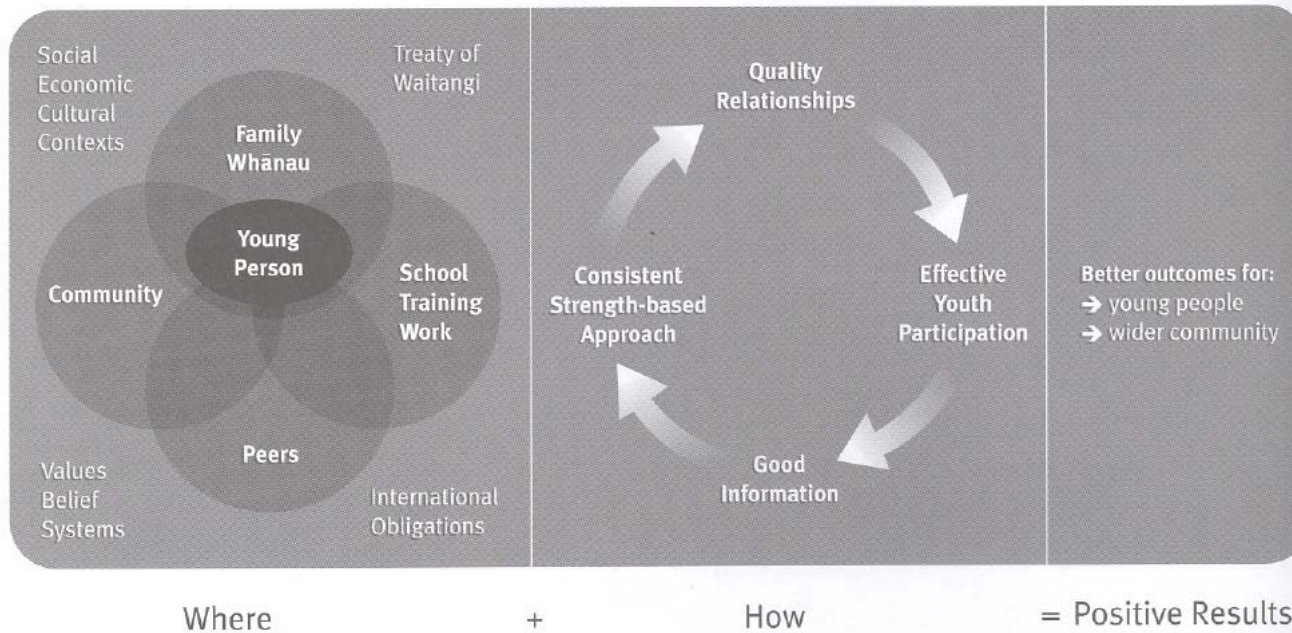 Social
Economic
Cultural
Contexts
Treaty of
Waitangi
Family
Whānau
Young
Person
Community
School
Training
Work
Peers
Values
Belief
Systems
International
Obligations
Quality
Relationships
Consistent
Strength-based
Approach
Effective
Youth
Participation
Good
Information
Better outcomes for:
→ young people
→ wider community
Where + How = Positive Results